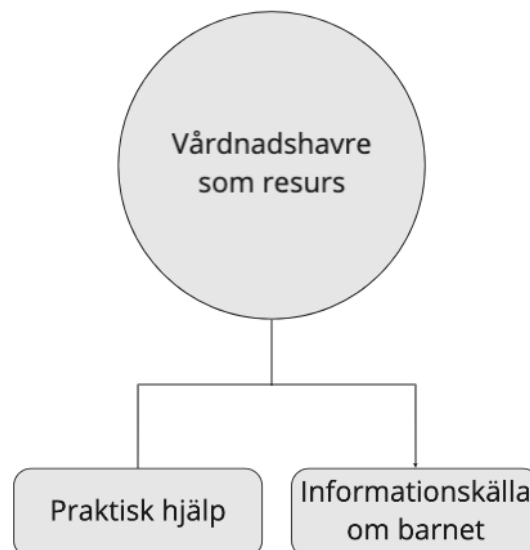 Vårdnadshavre
som resurs
Praktisk hjälp
Informationskälla
om barnet